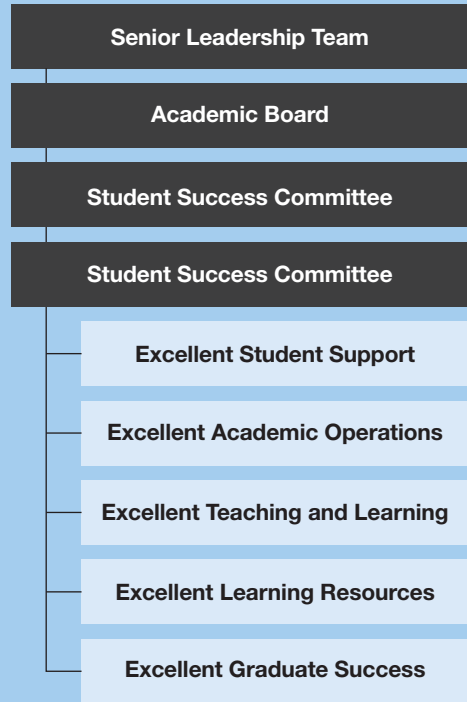 Senior Leadership Team
Academic Board
Student Success Committee
Student Success Committee
Excellent Student Support
Excellent Academic Operations
Excellent Teaching and Learning
Excellent Learning Resources
Excellent Graduate Success